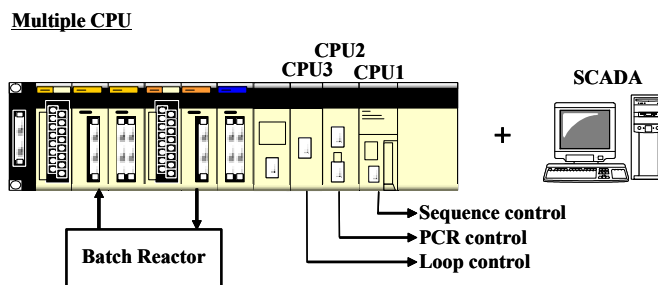 Multiple CPU
CPU2
CPU3
CPU1
SCADA
+
Sequence control
PCR control
Loop control
Batch Reactor